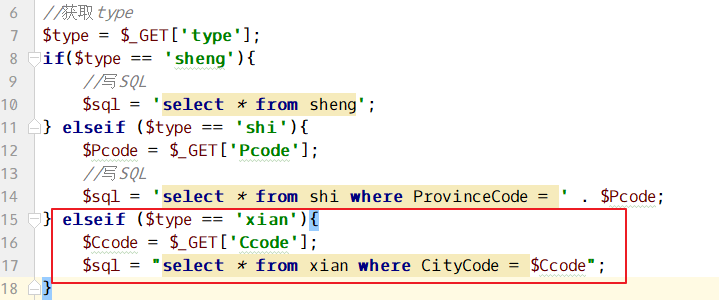 6 //获取type
7 $type = $_GET['type'];
8 if($type == 'sheng'){
9 //写SQL
10 $sql = 'select * from sheng';
11 } elseif ($type == 'shi'){
12 $Pcode = $_GET['Pcode'];
13 //写SQL
14 $sql = 'select * from shi where ProvinceCode = ' . $Pcode;
15 } elseif ($type == 'xian'){
16 $Ccode = $_GET['Ccode'];
17 $sql = "select * from xian where CityCode = $Ccode";
18 }